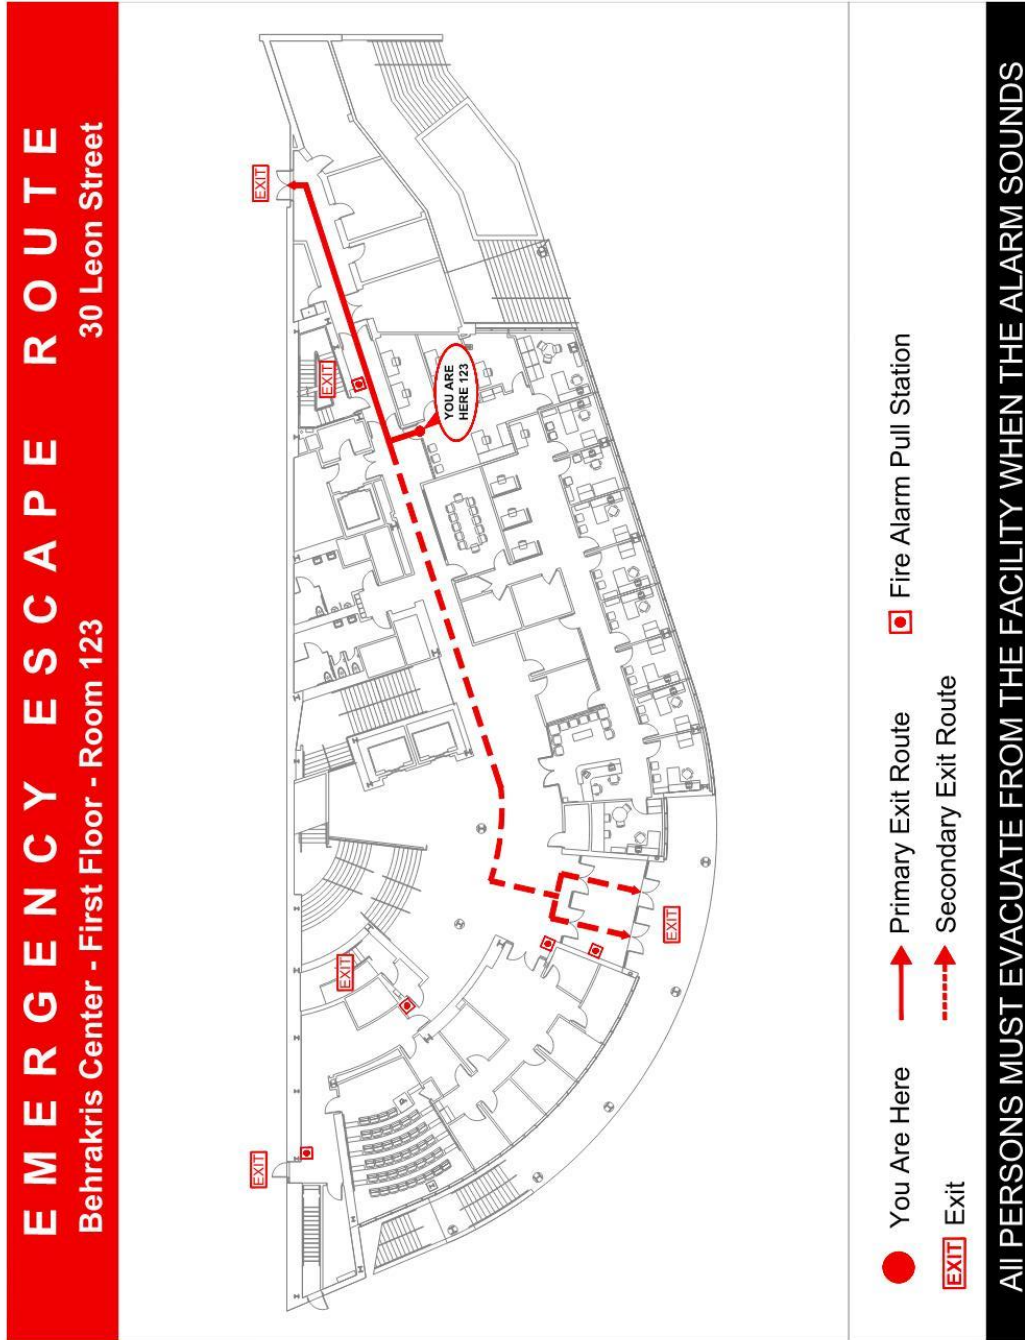 EMERGENCY ESCAPE ROUTE
Behrakris Center - First Floor - Room 123
30 Leon Street
EXIT
EXIT
EXIT
EXIT
EXIT
YOU ARE
HERE 123
You Are Here
Primary Exit Route
Fire Alarm Pull Station
EXIT Exit
Secondary Exit Route
All PERSONS MUST EVACUATE FROM THE FACILITY WHEN THE ALARM SOUNDS